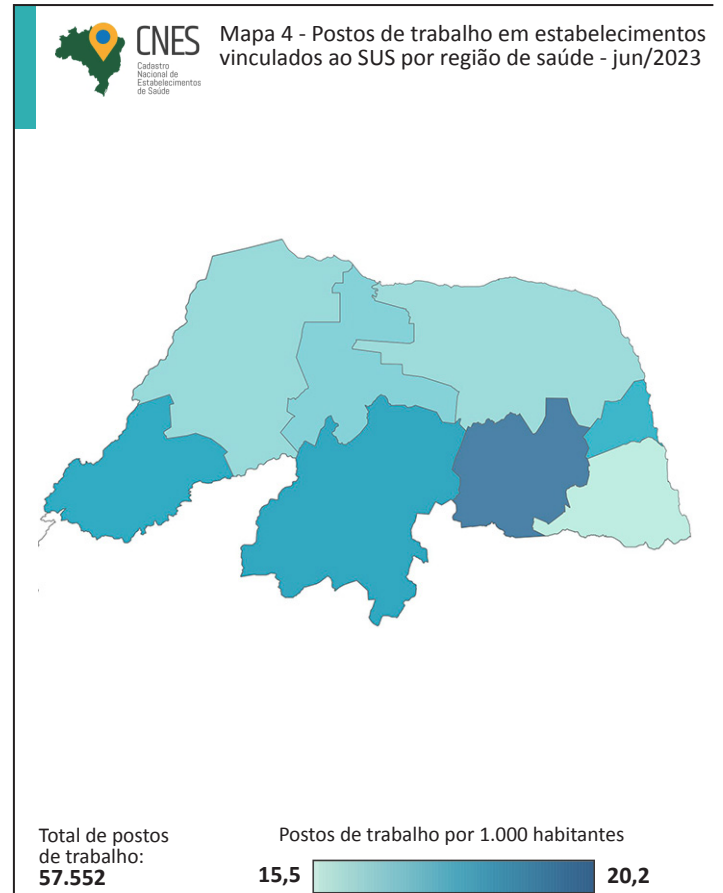 CNES
Cadastro
Nacional de
Estabelecimentos
de Saúde
Mapa 4 - Postos de trabalho em estabelecimentos
vinculados ao SUS por região de saúde - jun/2023
Total de postos
de trabalho:
57.552
Postos de trabalho por 1.000 habitantes
15,5
20,2